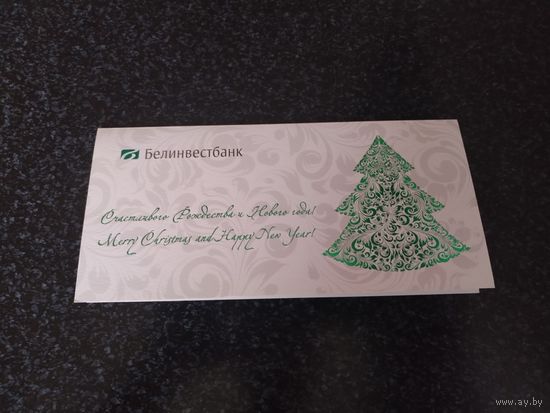 Белинвестбанк
Счастливого Рождества и Нового года!
Merry Christmas and Happy New Year!
www.ay.by